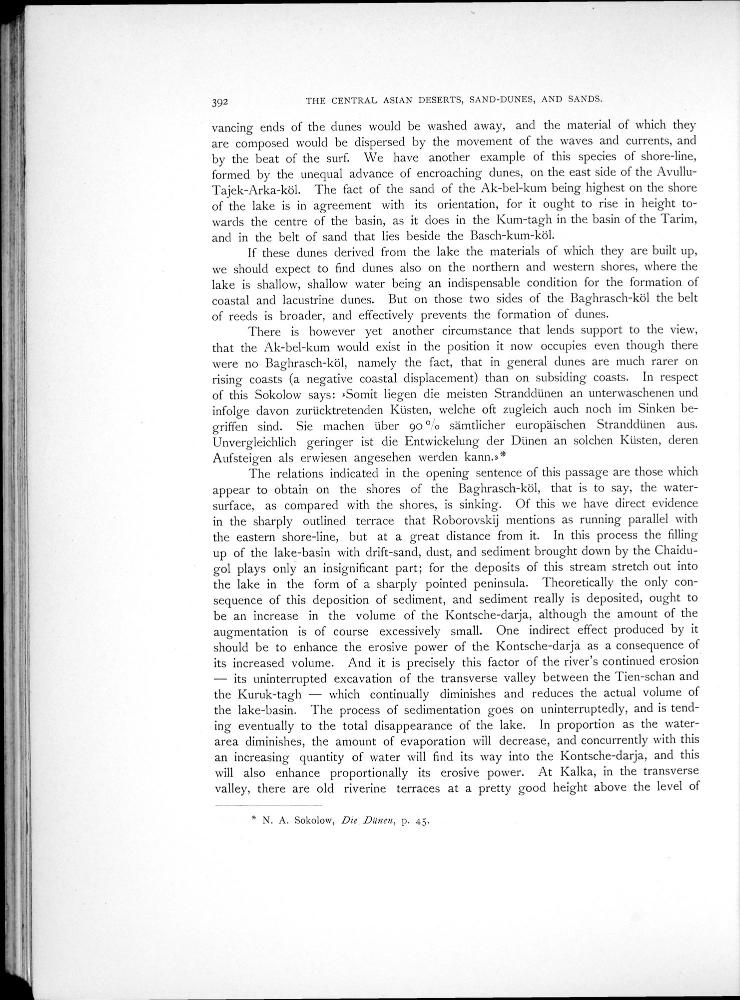 392 THE CENTRAL ASIAN DESERTS, SAND-DUNES, AND SANDS.
vancing ends of the dunes would be washed away, and the material of which they
are composed would be dispersed by the movement of the waves and currents, and
by the beat of the surf. We have another example of this species of shore-line,
formed by the unequal advance of encroaching dunes, on the east side of the Avullu-
Tajek-Arka-köl. The fact of the sand of the Ak-bel-kum being highest on the shore
of the lake is in agreement with its orientation, for it ought to rise in height to-
wards the centre of the basin, as it does in the Kum-tagh in the basin of the Tarim,
and in the belt of sand that lies beside the Basch-kum-köl.
If these dunes derived from the lake the materials of which they are built up,
we should expect to find dunes also on the northern and western shores, where the
lake is shallow, shallow water being an indispensable condition for the formation of
coastal and lacustrine dunes. But on those two sides of the Baghrasch-köl the belt
of reeds is broader, and effectively prevents the formation of dunes.
There is however yet another circumstance that lends support to the view,
that the Ak-bel-kum would exist in the position it now occupies even though there
were no Baghrasch-köl, namely the fact, that in general dunes are much rarer on
rising coasts (a negative coastal displacement) than on subsiding coasts. In respect
of this Sokolow says: »Somit liegen die meisten Stranddünen an unterwaschenen und
infolge davon zurücktretenden Küsten, welche oft zugleich auch noch im Sinken be-
griffen sind. Sie machen über 90 % sämtlicher europäischen Stranddünen aus.
Unvergleichlich geringer ist die Entwickelung der Dünen an solchen Küsten, deren
Aufsteigen als erwiesen angesehen werden kann.»*
The relations indicated in the opening sentence of this passage are those which
appear to obtain on the shores of the Baghrasch-köl, that is to say, the water-
surface, as compared with the shores, is sinking. Of this we have direct evidence
in the sharply outlined terrace that Roborovskij mentions as running parallel with
the eastern shore-line, but at a great distance from it. In this process the filling
up of the lake-basin with drift-sand, dust, and sediment brought down by the Chaidu-
gol plays only an insignificant part; for the deposits of this stream stretch out into
the lake in the form of a sharply pointed peninsula. Theoretically the only con-
sequence of this deposition of sediment, and sediment really is deposited, ought to
be an increase in the volume of the Kontsche-darja, although the amount of the
augmentation is of course excessively small. One indirect effect produced by it
should be to enhance the erosive power of the Kontsche-darja as a consequence of
its increased volume. And it is precisely this factor of the river's continued erosion
— its uninterrupted excavation of the transverse valley between the Tien-schan and
the Kuruk-tagh — which continually diminishes and reduces the actual volume of
the lake-basin. The process of sedimentation goes on uninterruptedly, and is tend-
ing eventually to the total disappearance of the lake. In proportion as the water-
area diminishes, the amount of evaporation will decrease, and concurrently with this
an increasing quantity of water will find its way into the Kontsche-darja, and this
will also enhance proportionally its erosive power. At Kalka, in the transverse
valley, there are old riverine terraces at a pretty good height above the level of
* N. A. Sokolow, Die Dünen, p. 45.